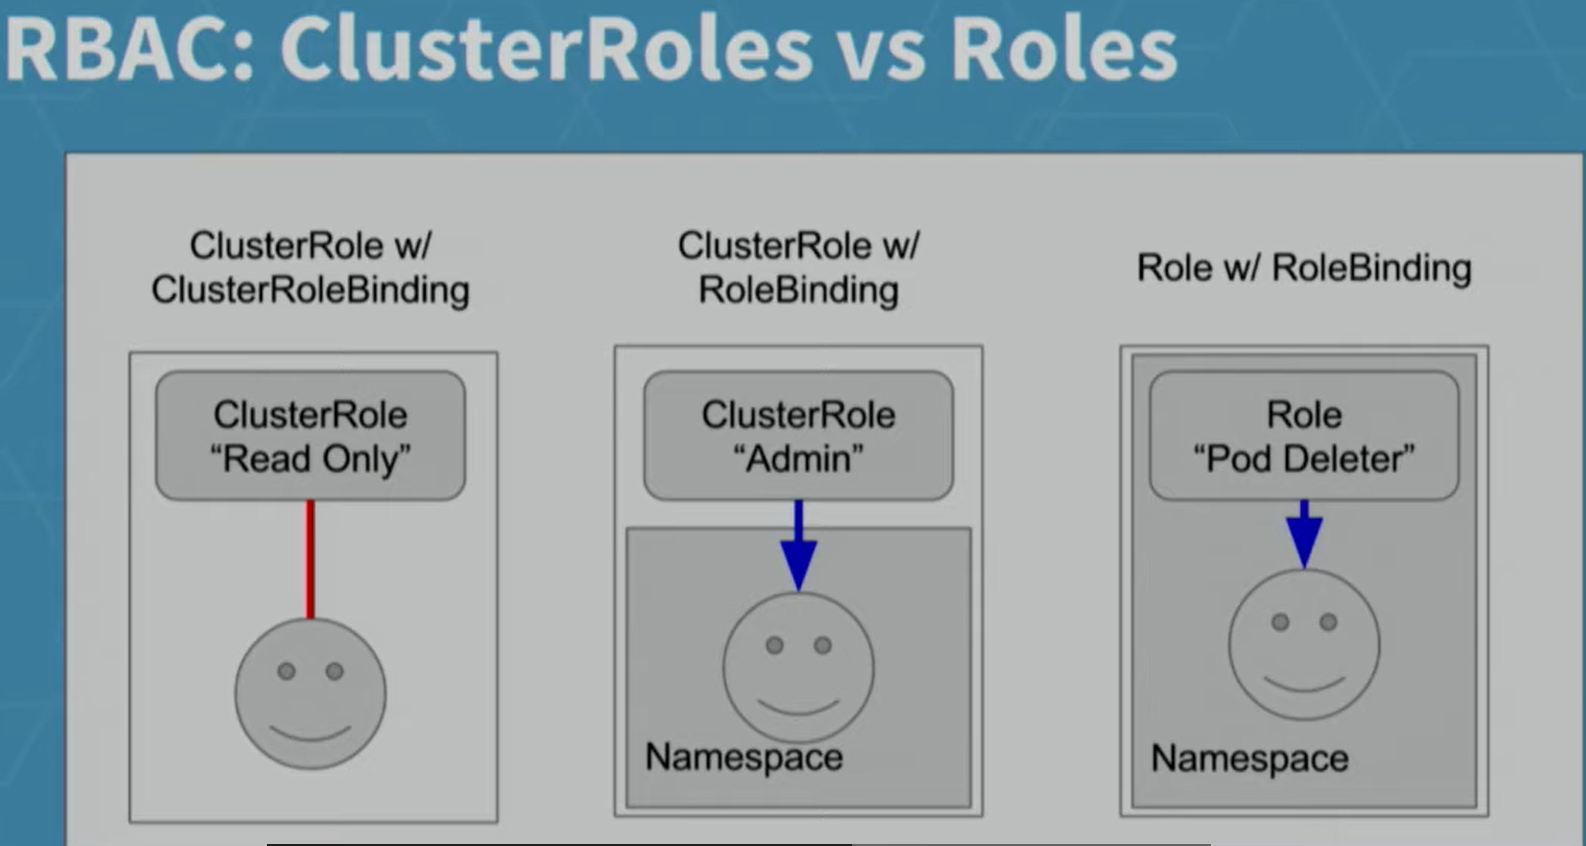 RBAC: ClusterRoles vs Roles
ClusterRole w/
ClusterRoleBinding
ClusterRole
“Read Only”
ClusterRole w/
RoleBinding
ClusterRole
“Admin”
Namespace
Role w/ RoleBinding
Role
“Pod Deleter”
Namespace